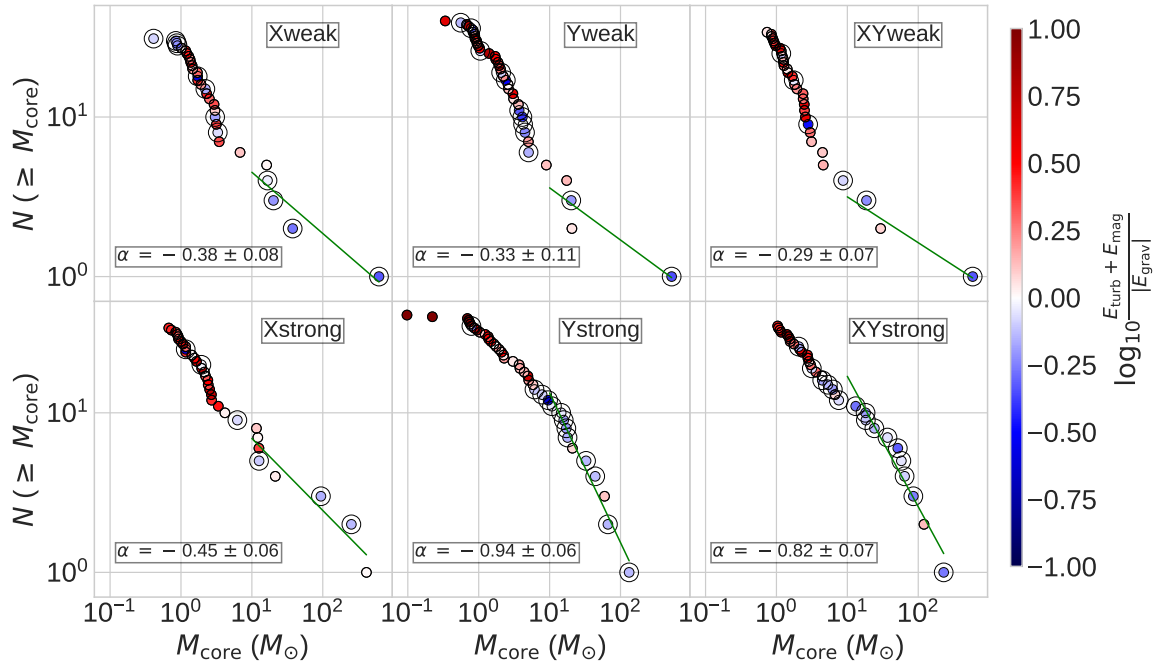 Xweak
Yweak
XYweak
N (≥ M_core)
10^1
10^0
α = −0.38 ± 0.08
α = −0.33 ± 0.11
α = −0.29 ± 0.07
Xstrong
Ystrong
XYstrong
N (≥ M_core)
10^1
10^0
α = −0.45 ± 0.06
α = −0.94 ± 0.06
α = −0.82 ± 0.07
10^−1 10^0 10^1 10^2
10^−1 10^0 10^1 10^2
10^−1 10^0 10^1 10^2
M_core (M_⊙)
M_core (M_⊙)
M_core (M_⊙)
1.00
0.75
0.50
0.25
0.00
−0.25
−0.50
−0.75
−1.00
log_10 (E_turb + E_mag) / |E_grav|